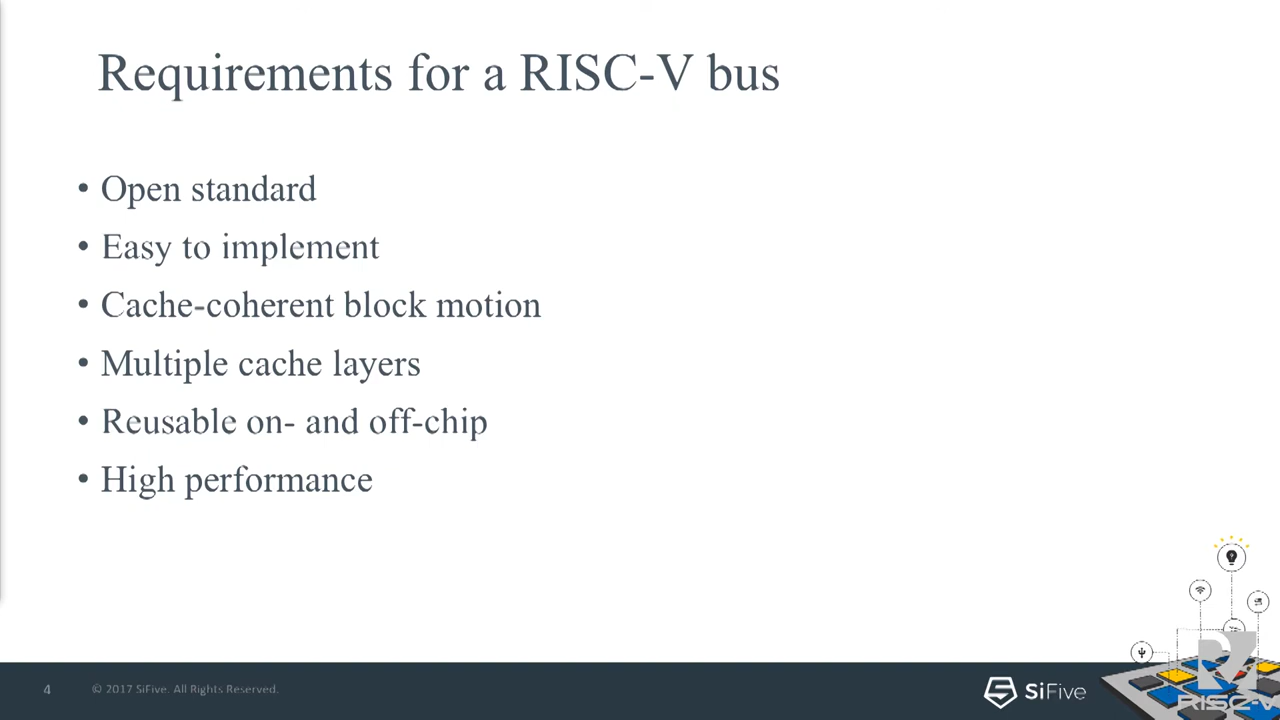 Requirements for a RISC-V bus
• Open standard
• Easy to implement
• Cache-coherent block motion
• Multiple cache layers
• Reusable on- and off-chip
• High performance
4
© 2017 SiFive. All Rights Reserved.
SiFive
RISC-V